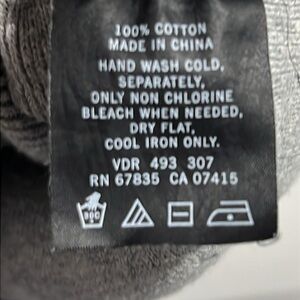 100% COTTON
MADE IN CHINA
HAND WASH COLD,
SEPARATELY,
ONLY NON CHLORINE
BLEACH WHEN NEEDED,
DRY FLAT,
COOL IRON ONLY.
VDR 493 307
RN 67835 CA 07415